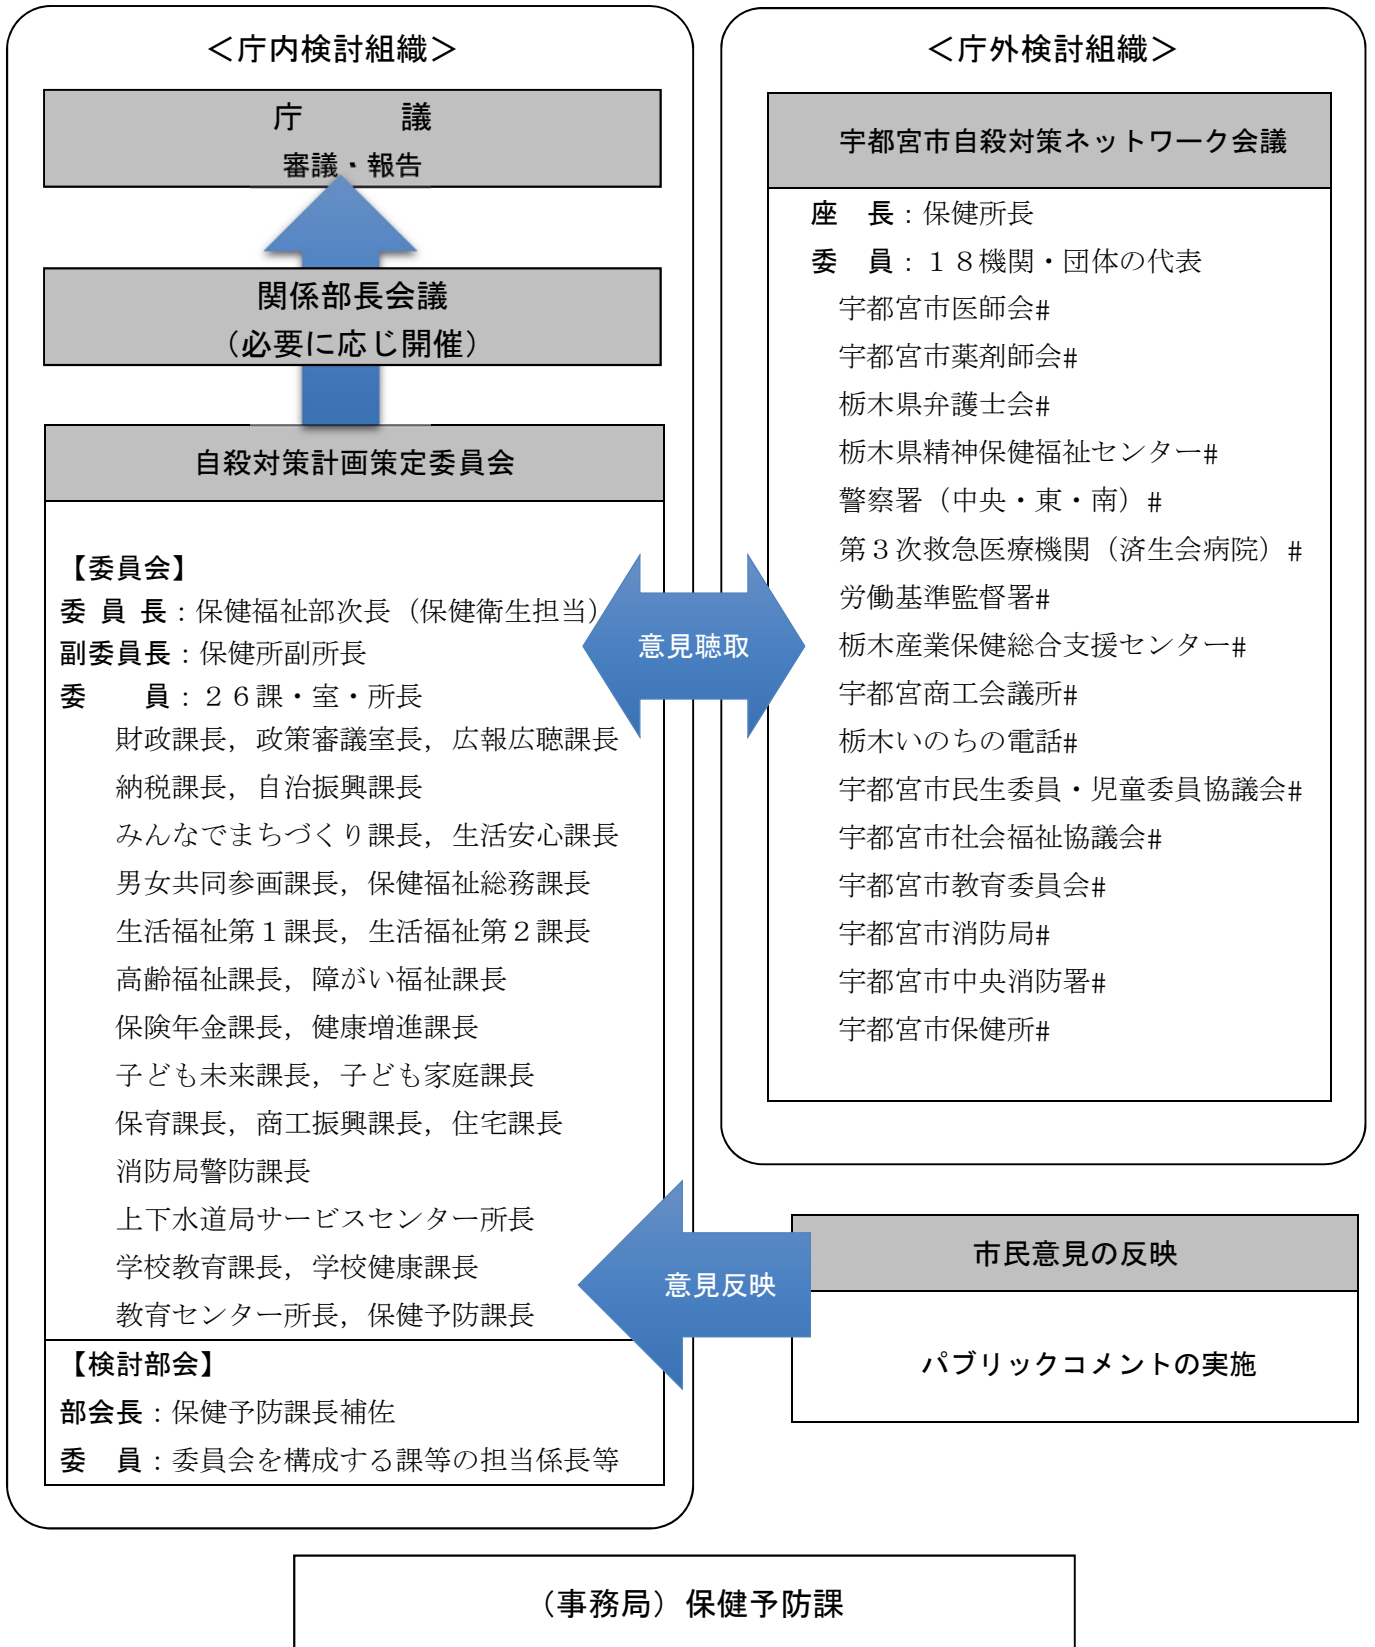 ＜庁内検討組織＞
庁　　　議
審議・報告
関係部長会議
（必要に応じ開催）
自殺対策計画策定委員会
【委員会】
委 員 長：保健福祉部次長（保健衛生担当）
副委員長：保健所副所長
委　　員：２６課・室・所長
財政課長，政策審議室長，広報広聴課長
納税課長，自治振興課長
みんなでまちづくり課長，生活安心課長
男女共同参画課長，保健福祉総務課長
生活福祉第１課長，生活福祉第２課長
高齢福祉課長，障がい福祉課長
保険年金課長，健康増進課長
子ども未来課長，子ども家庭課長
保育課長，商工振興課長，住宅課長
消防局警防課長
上下水道局サービスセンター所長
学校教育課長，学校健康課長
教育センター所長，保健予防課長
【検討部会】
部会長：保健予防課長補佐
委　員：委員会を構成する課等の担当係長等
意見聴取
＜庁外検討組織＞
宇都宮市自殺対策ネットワーク会議
座　長：保健所長
委　員：１８機関・団体の代表
宇都宮市医師会#
宇都宮市薬剤師会#
栃木県弁護士会#
栃木県精神保健福祉センター#
警察署（中央・東・南）#
第３次救急医療機関（済生会病院）#
労働基準監督署#
栃木産業保健総合支援センター#
宇都宮商工会議所#
栃木いのちの電話#
宇都宮市民生委員・児童委員協議会#
宇都宮市社会福祉協議会#
宇都宮市教育委員会#
宇都宮市消防局#
宇都宮市中央消防署#
宇都宮市保健所#
意見反映
市民意見の反映
パブリックコメントの実施
（事務局）保健予防課